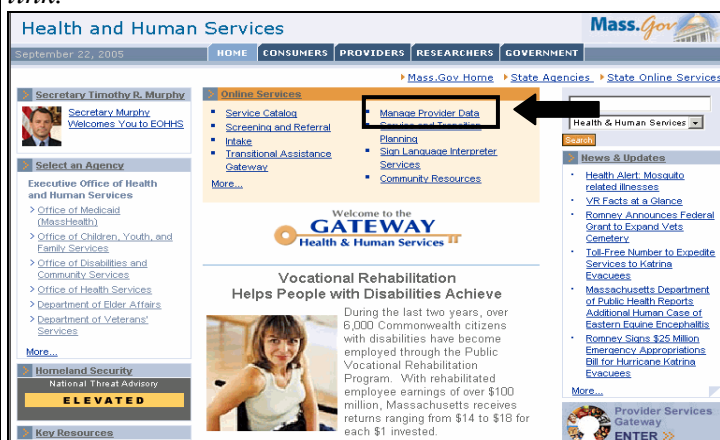 link.
Health and Human Services
Mass.Gov
September 22, 2005
HOME
CONSUMERS
PROVIDERS
RESEARCHERS
GOVERNMENT
Mass.Gov Home
State Agencies
State Online Services
Secretary Timothy R. Murphy
Secretary Murphy
Welcomes You to EOHHS
Select an Agency
Executive Office of Health
and Human Services
> Office of Medicaid
(MassHealth)
> Office of Children, Youth, and
Family Services
> Office of Disabilities and
Community Services
> Office of Health Services
> Department of Elder Affairs
> Department of Veterans'
Services
More...
Homeland Security
National Threat Advisory
ELEVATED
Key Resources
Online Services
Service Catalog
Screening and Referral
Intake
Transitional Assistance
Gateway
More...
Manage Provider Data
Service and Transition
Planning
Sign Language Interpreter
Services
Community Resources
Welcome to the
GATEWAY
Health & Human Services
Vocational Rehabilitation
Helps People with Disabilities Achieve
During the last two years, over
6,000 Commonwealth citizens
with disabilities have become
employed through the Public
Vocational Rehabilitation
Program. With rehabilitated
employee earnings of over $100
million, Massachusetts receives
returns ranging from $14 to $18 for
each $1 invested.
Health & Human Services
Search
News & Updates
Health Alert: Mosquito
related illnesses
VR Facts at a Glance
Romney Announces Federal
Grant to Expand Vets
Cemetery
Toll-Free Number to Expedite
Services to Katrina
Evacuees
Massachusetts Department
of Public Health Reports
Additional Human Case of
Eastern Equine Encephalitis
Romney Signs $25 Million
Emergency Appropriations
Bill for Hurricane Katrina
Evacuees
More...
Provider Services
Gateway
ENTER